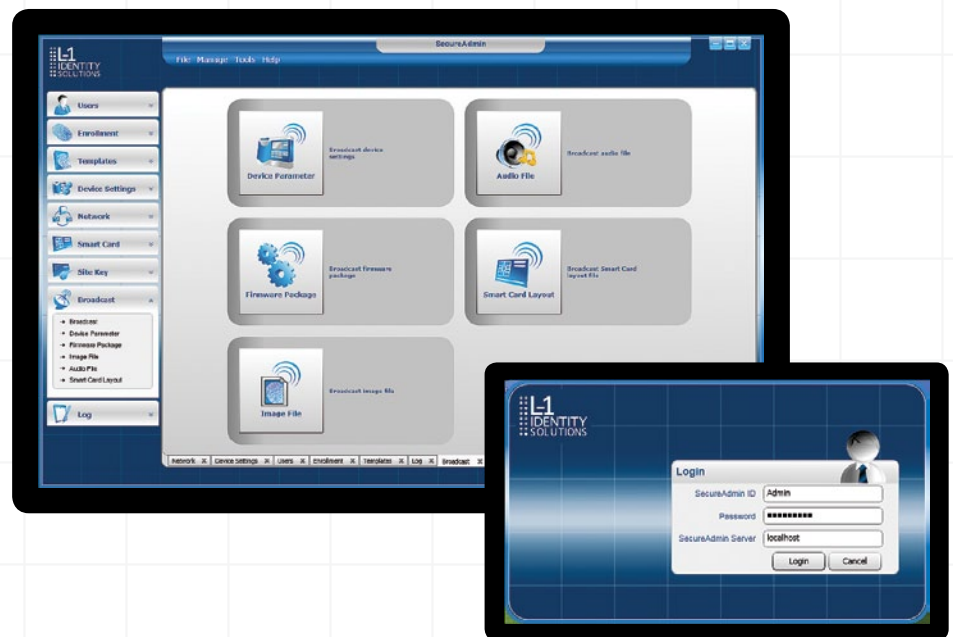 SecureAdmin
L-1
IDENTITY
SOLUTIONS
File Manage Tools Help
Users
Enrollment
Templates
Device Settings
Network
Smart Card
Site Key
Broadcast
Broadcast
Device Parameter
Firmware Package
Image File
Audio File
Smart Card Layout
Log
Device Parameter
Broadcast device
settings
Audio File
Broadcast audio file
Firmware Package
Broadcast firmware
package
Smart Card Layout
Broadcast Smart Card
layout file
Image File
Broadcast image file
Network X Device Settings X Users X Enrollment X Templates X Log X Broadcast X
L-1
IDENTITY
SOLUTIONS
Login
SecureAdmin ID Admin
Password
SecureAdmin Server localhost
Login Cancel